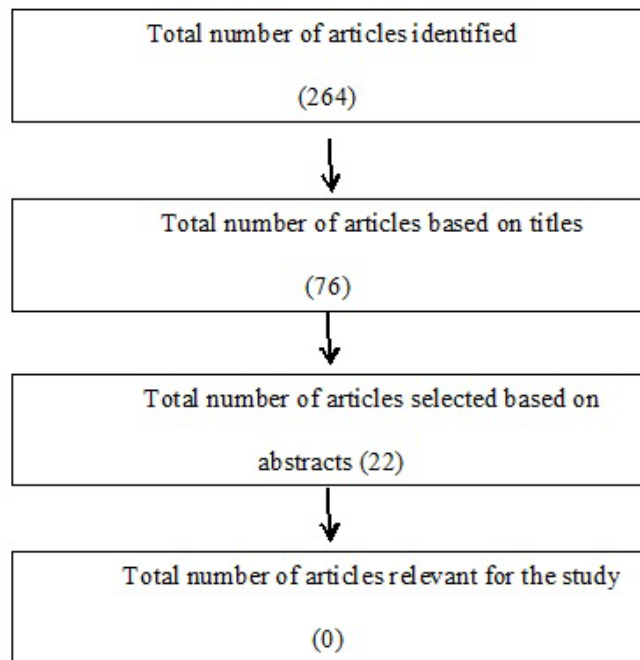 Total number of articles identified
(264)
Total number of articles based on titles
(76)
Total number of articles selected based on
abstracts (22)
Total number of articles relevant for the study
(0)